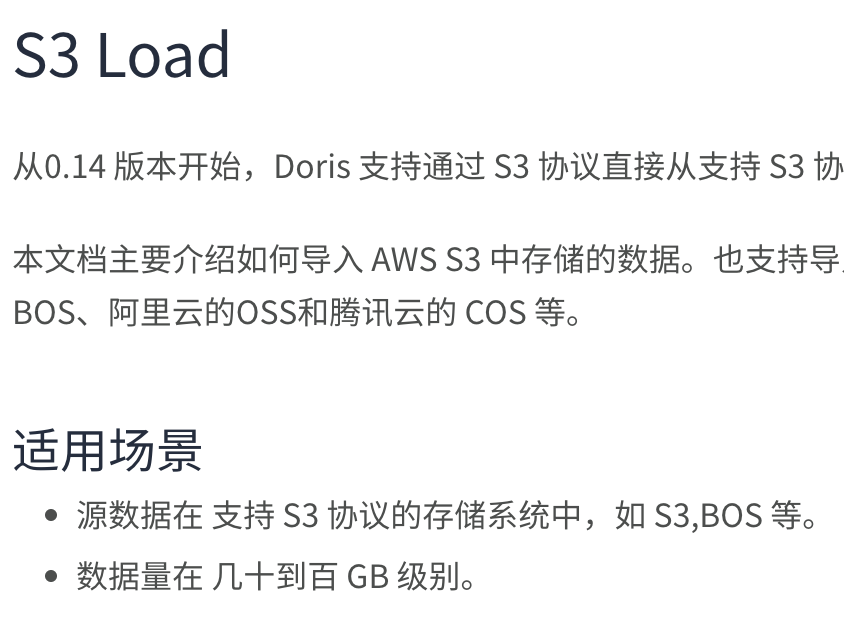 S3 Load
从0.14 版本开始，Doris 支持通过 S3 协议直接从支持 S3 协
本文档主要介绍如何导入 AWS S3 中存储的数据。也支持导
BOS、阿里云的OSS和腾讯云的 COS 等。
适用场景
源数据在 支持 S3 协议的存储系统中，如 S3,BOS 等。
数据量在 几十到百 GB 级别。